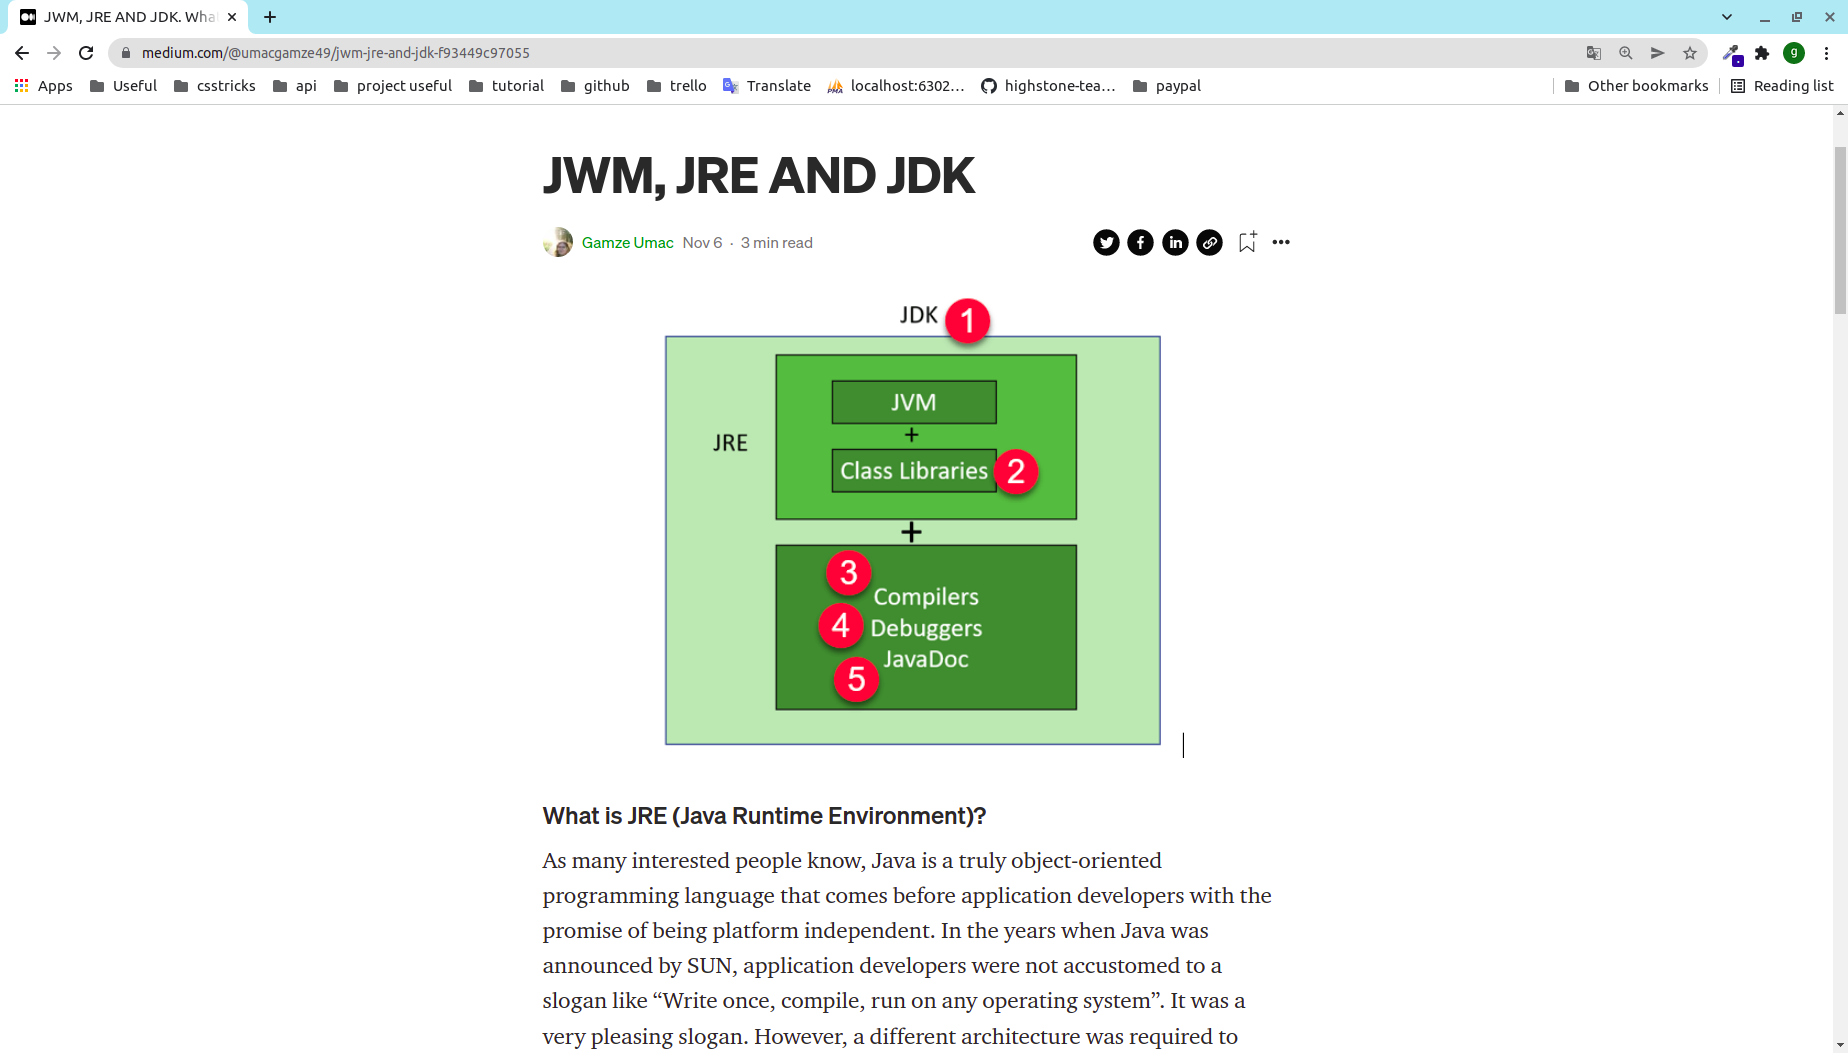 JWM, JRE AND JDK. Wha
medium.com/@umacgamze49/jwm-jre-and-jdk-f93449c97055
g
Apps Useful csstricks api project useful tutorial github trello Translate localhost:6302... highstone-tea... paypal Other bookmarks Reading list
JWM, JRE AND JDK
Gamze Umac Nov 6 · 3 min read
JDK 1
JVM
+
JRE
Class Libraries 2
+
3
Compilers
4 Debuggers
JavaDoc
5
What is JRE (Java Runtime Environment)?
As many interested people know, Java is a truly object-oriented
programming language that comes before application developers with the
promise of being platform independent. In the years when Java was
announced by SUN, application developers were not accustomed to a
slogan like “Write once, compile, run on any operating system”. It was a
very pleasing slogan. However, a different architecture was required to